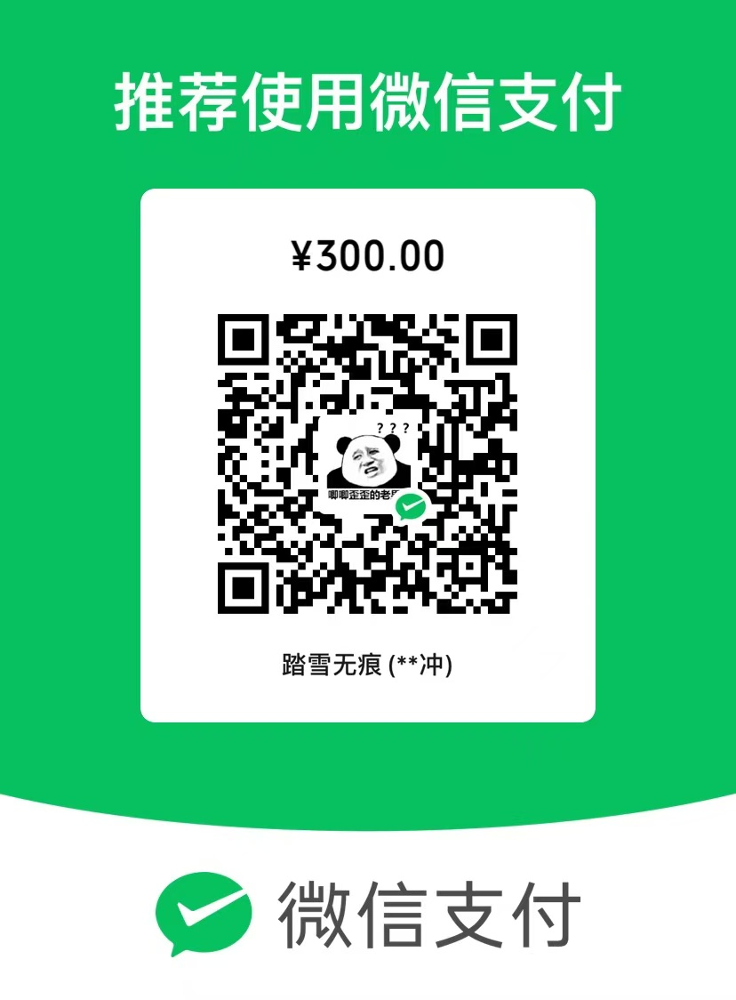 推荐使用微信支付
¥300.00
? ? ?
唧唧歪歪的老
踏雪无痕 (**冲)
微信支付